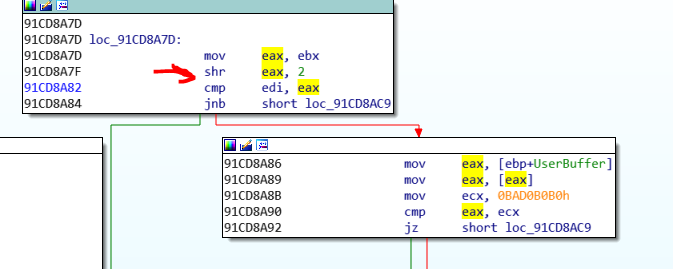 91CD8A7D
91CD8A7D loc_91CD8A7D:
91CD8A7D mov eax, ebx
91CD8A7F shr eax, 2
91CD8A82 cmp edi, eax
91CD8A84 jnb short loc_91CD8AC9
91CD8A86 mov eax, [ebp+UserBuffer]
91CD8A89 mov eax, [eax]
91CD8A8B mov ecx, 0BAD0B0B0h
91CD8A90 cmp eax, ecx
91CD8A92 jz short loc_91CD8AC9